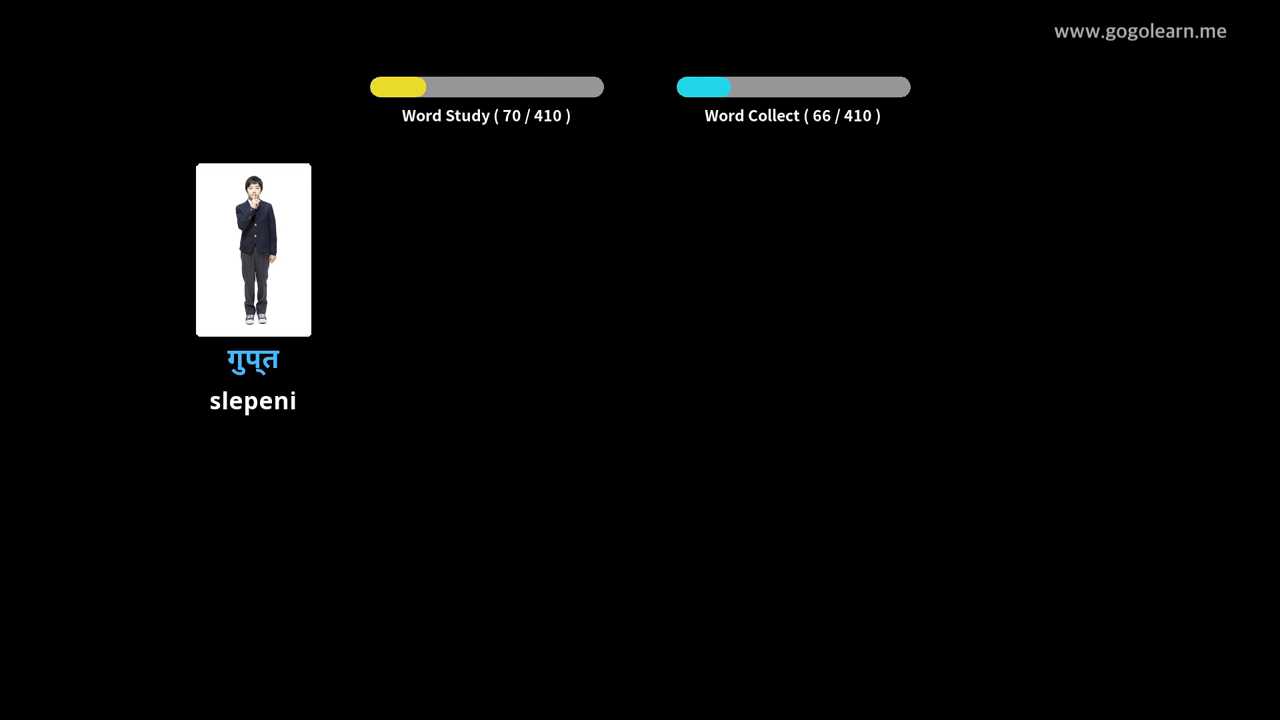 www.gogolearn.me
Word Study ( 70 / 410 )
Word Collect ( 66 / 410 )
गुप्त
slepeni